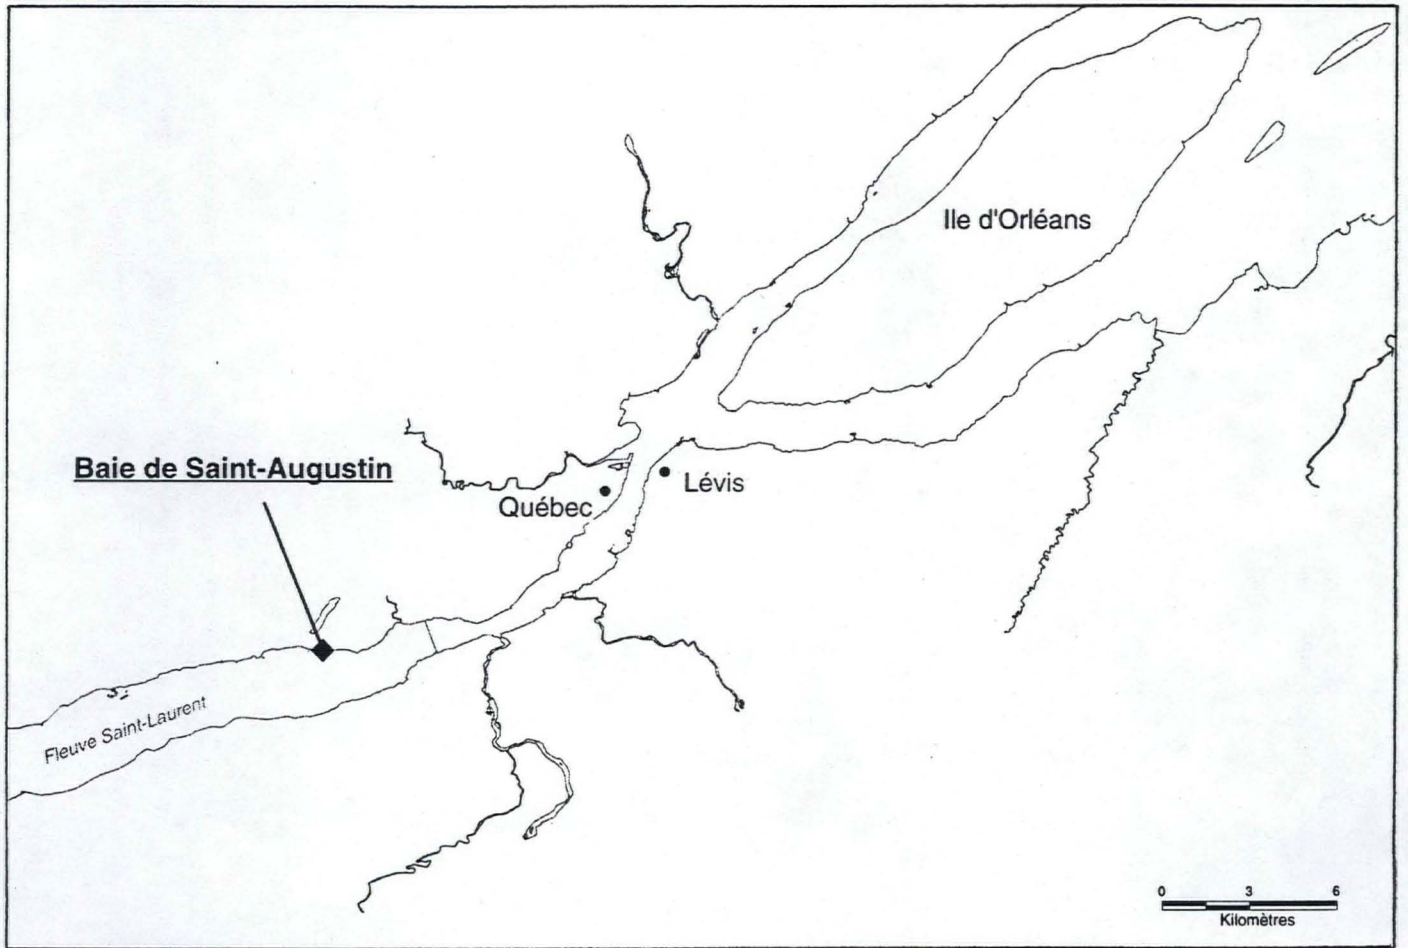 Ile d'Orléans
Baie de Saint-Augustin
Lévis
Québec
Fleuve Saint-Laurent
0 3 6
Kilomètres